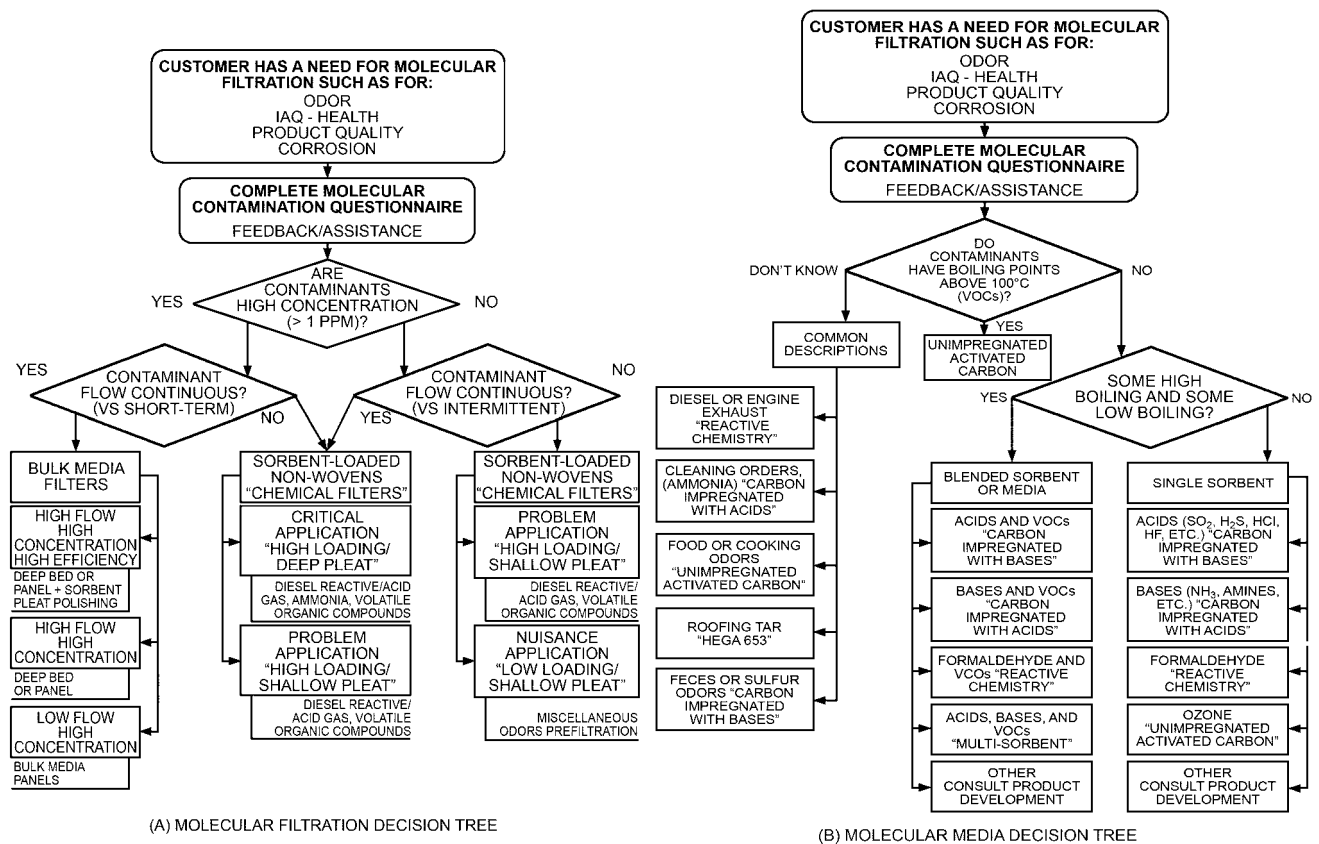 CUSTOMER HAS A NEED FOR MOLECULAR
FILTRATION SUCH AS FOR:
ODOR
IAQ - HEALTH
PRODUCT QUALITY
CORROSION
COMPLETE MOLECULAR
CONTAMINATION QUESTIONNAIRE
FEEDBACK/ASSISTANCE
ARE
CONTAMINANTS
HIGH CONCENTRATION
(> 1 PPM)?
YES
NO
YES
CONTAMINANT
FLOW CONTINUOUS?
(VS SHORT-TERM)
NO
YES
CONTAMINANT
FLOW CONTINUOUS?
(VS INTERMITTENT)
NO
BULK MEDIA
FILTERS
HIGH FLOW
HIGH
CONCENTRATION
HIGH EFFICIENCY
DEEP BED OR
PANEL + SORBENT
PLEAT POLISHING
HIGH FLOW
HIGH
CONCENTRATION
DEEP BED
OR PANEL
LOW FLOW
HIGH
CONCENTRATION
BULK MEDIA
PANELS
SORBENT-LOADED
NON-WOVENS
“CHEMICAL FILTERS”
CRITICAL
APPLICATION
“HIGH LOADING/
DEEP PLEAT”
DIESEL REACTIVE/ACID
GAS, AMMONIA, VOLATILE
ORGANIC COMPOUNDS
PROBLEM
APPLICATION
“HIGH LOADING/
SHALLOW PLEAT”
DIESEL REACTIVE/
ACID GAS, VOLATILE
ORGANIC COMPOUNDS
SORBENT-LOADED
NON-WOVENS
“CHEMICAL FILTERS”
PROBLEM
APPLICATION
“HIGH LOADING/
SHALLOW PLEAT”
DIESEL REACTIVE/
ACID GAS, VOLATILE
ORGANIC COMPOUNDS
NUISANCE
APPLICATION
“LOW LOADING/
SHALLOW PLEAT”
MISCELLANEOUS
ODORS PREFILTRATION
(A) MOLECULAR FILTRATION DECISION TREE
CUSTOMER HAS A NEED FOR MOLECULAR
FILTRATION SUCH AS FOR:
ODOR
IAQ - HEALTH
PRODUCT QUALITY
CORROSION
COMPLETE MOLECULAR
CONTAMINATION QUESTIONNAIRE
FEEDBACK/ASSISTANCE
DO
CONTAMINANTS
HAVE BOILING POINTS
ABOVE 100°C
(VOCs)?
DON'T KNOW
NO
YES
COMMON
DESCRIPTIONS
UNIMPREGNATED
ACTIVATED
CARBON
DIESEL OR ENGINE
EXHAUST
“REACTIVE
CHEMISTRY”
CLEANING ORDERS,
(AMMONIA) “CARBON
IMPREGNATED
WITH ACIDS”
FOOD OR COOKING
ODORS
“UNIMPREGNATED
ACTIVATED CARBON”
ROOFING TAR
“HEGA 653”
FECES OR SULFUR
ODORS “CARBON
IMPREGNATED
WITH BASES”
YES
SOME HIGH
BOILING AND SOME
LOW BOILING?
NO
BLENDED SORBENT
OR MEDIA
ACIDS AND VOCs
“CARBON
IMPREGNATED
WITH BASES”
BASES AND VOCs
“CARBON
IMPREGNATED
WITH ACIDS”
FORMALDEHYDE AND
VCOs “REACTIVE
CHEMISTRY”
ACIDS, BASES, AND
VOCs
“MULTI-SORBENT”
OTHER
CONSULT PRODUCT
DEVELOPMENT
SINGLE SORBENT
ACIDS (SO₂, H₂S, HCl,
HF, ETC.) “CARBON
IMPREGNATED
WITH BASES”
BASES (NH₃, AMINES,
ETC.) “CARBON
IMPREGNATED
WITH ACIDS”
FORMALDEHYDE
“REACTIVE
CHEMISTRY”
OZONE
“UNIMPREGNATED
ACTIVATED CARBON”
OTHER
CONSULT PRODUCT
DEVELOPMENT
(B) MOLECULAR MEDIA DECISION TREE